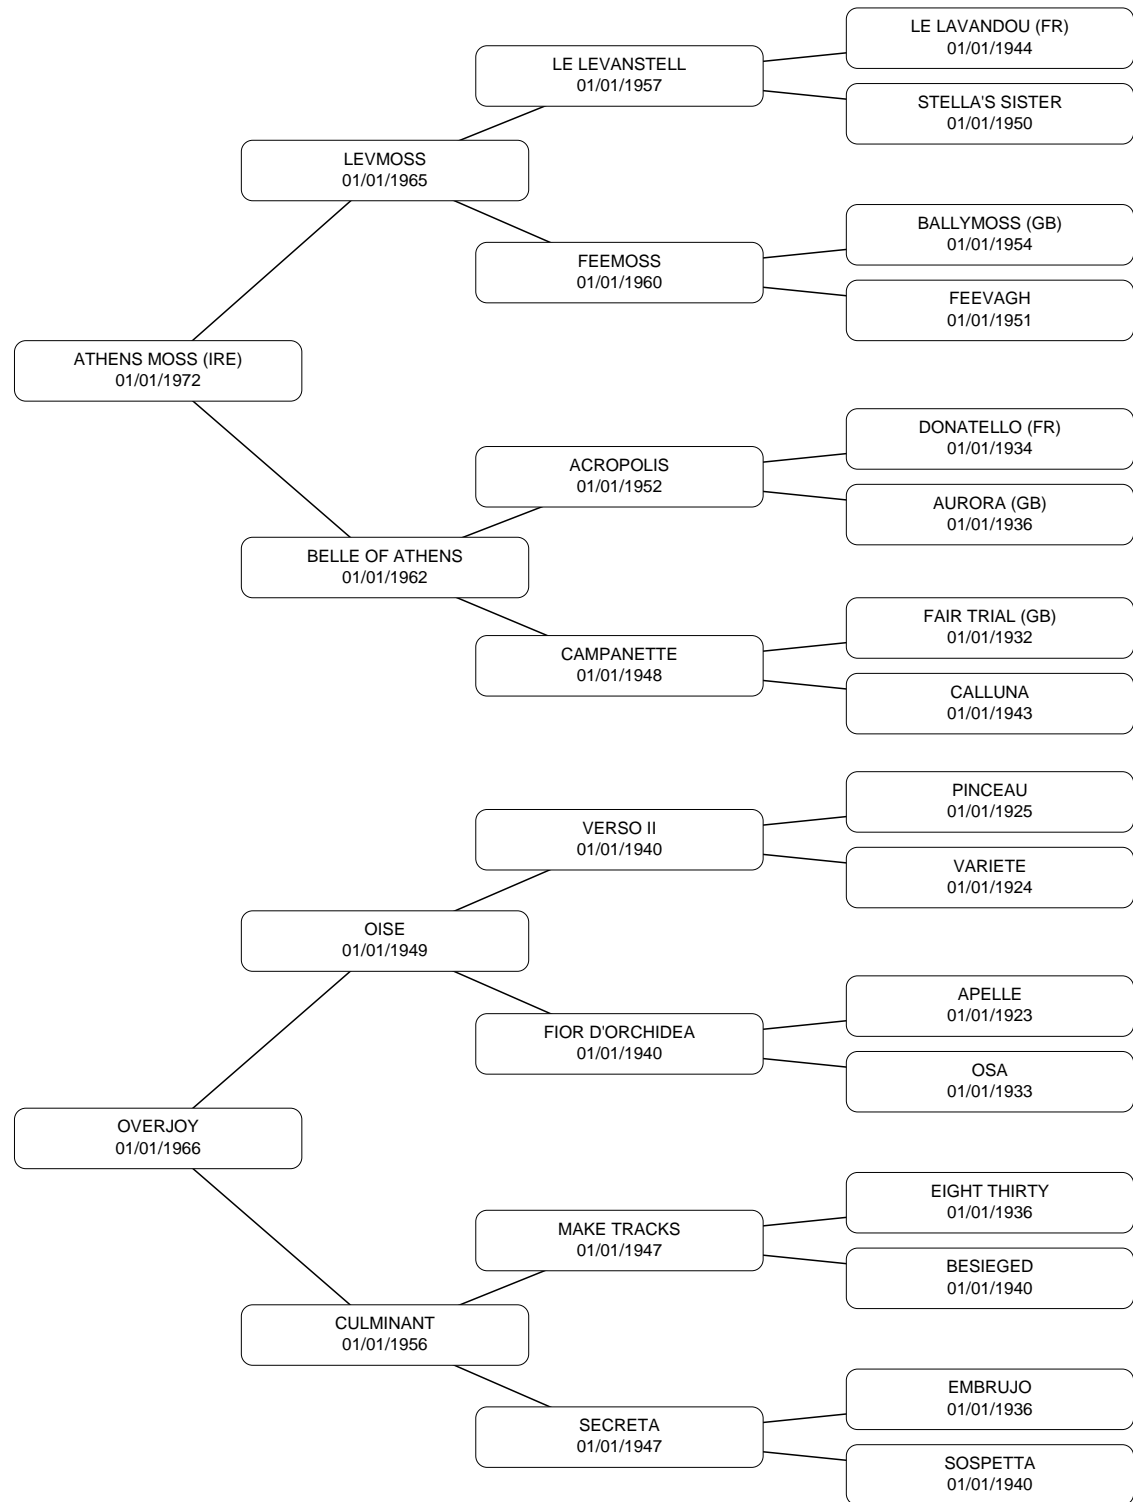 LE LAVANDOU (FR)
01/01/1944
LE LEVANSTELL
01/01/1957
STELLA'S SISTER
01/01/1950
LEVMOSS
01/01/1965
BALLYMOSS (GB)
01/01/1954
FEEMOSS
01/01/1960
FEEVAGH
01/01/1951
ATHENS MOSS (IRE)
01/01/1972
DONATELLO (FR)
01/01/1934
ACROPOLIS
01/01/1952
AURORA (GB)
01/01/1936
BELLE OF ATHENS
01/01/1962
FAIR TRIAL (GB)
01/01/1932
CAMPANETTE
01/01/1948
CALLUNA
01/01/1943
PINCEAU
01/01/1925
VERSO II
01/01/1940
VARIETE
01/01/1924
OISE
01/01/1949
APELLE
01/01/1923
FIOR D'ORCHIDEA
01/01/1940
OSA
01/01/1933
OVERJOY
01/01/1966
EIGHT THIRTY
01/01/1936
MAKE TRACKS
01/01/1947
BESIEGED
01/01/1940
CULMINANT
01/01/1956
EMBRUJO
01/01/1936
SECRETA
01/01/1947
SOSPETTA
01/01/1940